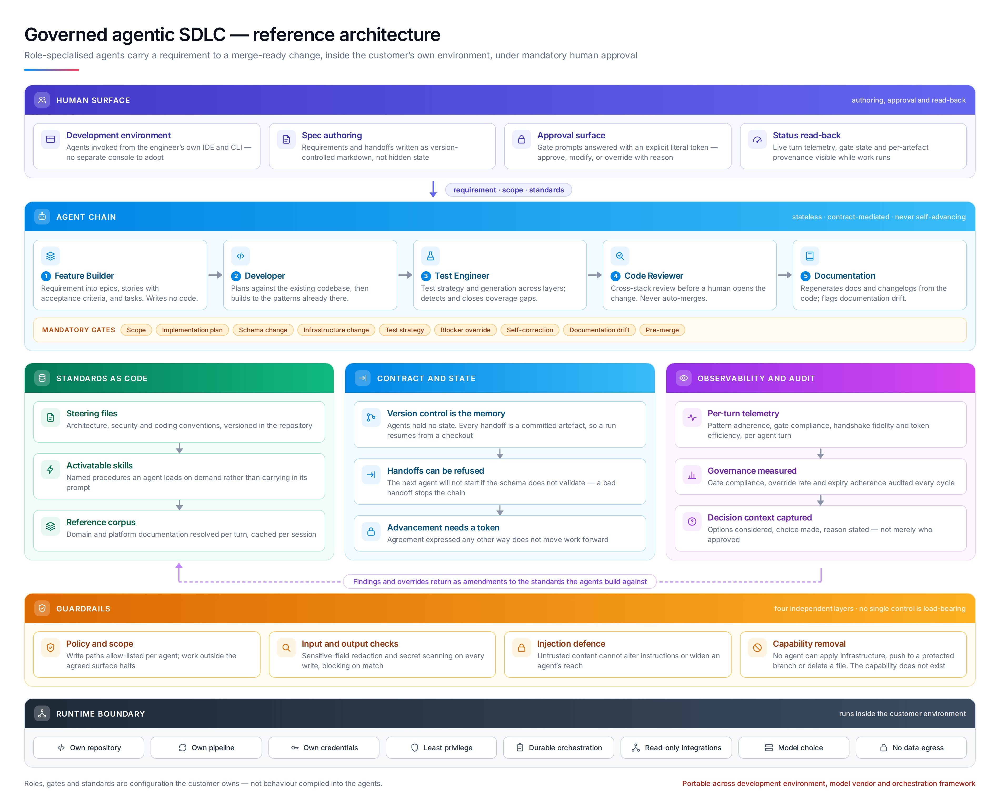 Governed agentic SDLC — reference architecture
Role-specialised agents carry a requirement to a merge-ready change, inside the customer’s own environment, under mandatory human approval
HUMAN SURFACE
authoring, approval and read-back
Development environment
Agents invoked from the engineer’s own IDE and CLI —
no separate console to adopt
Spec authoring
Requirements and handoffs written as version-
controlled markdown, not hidden state
Approval surface
Gate prompts answered with an explicit literal token —
approve, modify, or override with reason
Status read-back
Live turn telemetry, gate state and per-artefact
provenance visible while work runs
requirement · scope · standards
AGENT CHAIN
stateless · contract-mediated · never self-advancing
1 Feature Builder
Requirement into epics, stories with
acceptance criteria, and tasks. Writes no code.
2 Developer
Plans against the existing codebase, then
builds to the patterns already there.
3 Test Engineer
Test strategy and generation across layers;
detects and closes coverage gaps.
4 Code Reviewer
Cross-stack review before a human opens the
change. Never auto-merges.
5 Documentation
Regenerates docs and changelogs from the
code; flags documentation drift.
MANDATORY GATES
Scope
Implementation plan
Schema change
Infrastructure change
Test strategy
Blocker override
Self-correction
Documentation drift
Pre-merge
STANDARDS AS CODE
Steering files
Architecture, security and coding conventions, versioned in the repository
Activatable skills
Named procedures an agent loads on demand rather than carrying in its
prompt
Reference corpus
Domain and platform documentation resolved per turn, cached per session
CONTRACT AND STATE
Version control is the memory
Agents hold no state. Every handoff is a committed artefact, so a run
resumes from a checkout
Handoffs can be refused
The next agent will not start if the schema does not validate — a bad
handoff stops the chain
Advancement needs a token
Agreement expressed any other way does not move work forward
OBSERVABILITY AND AUDIT
Per-turn telemetry
Pattern adherence, gate compliance, handshake fidelity and token
efficiency, per agent turn
Governance measured
Gate compliance, override rate and expiry adherence audited every cycle
Decision context captured
Options considered, choice made, reason stated — not merely who
approved
Findings and overrides return as amendments to the standards the agents build against
GUARDRAILS
four independent layers · no single control is load-bearing
Policy and scope
Write paths allow-listed per agent; work outside the
agreed surface halts
Input and output checks
Sensitive-field redaction and secret scanning on every
write, blocking on match
Injection defence
Untrusted content cannot alter instructions or widen an
agent’s reach
Capability removal
No agent can apply infrastructure, push to a protected
branch or delete a file. The capability does not exist
RUNTIME BOUNDARY
runs inside the customer environment
Own repository
Own pipeline
Own credentials
Least privilege
Durable orchestration
Read-only integrations
Model choice
No data egress
Roles, gates and standards are configuration the customer owns — not behaviour compiled into the agents.
Portable across development environment, model vendor and orchestration framework